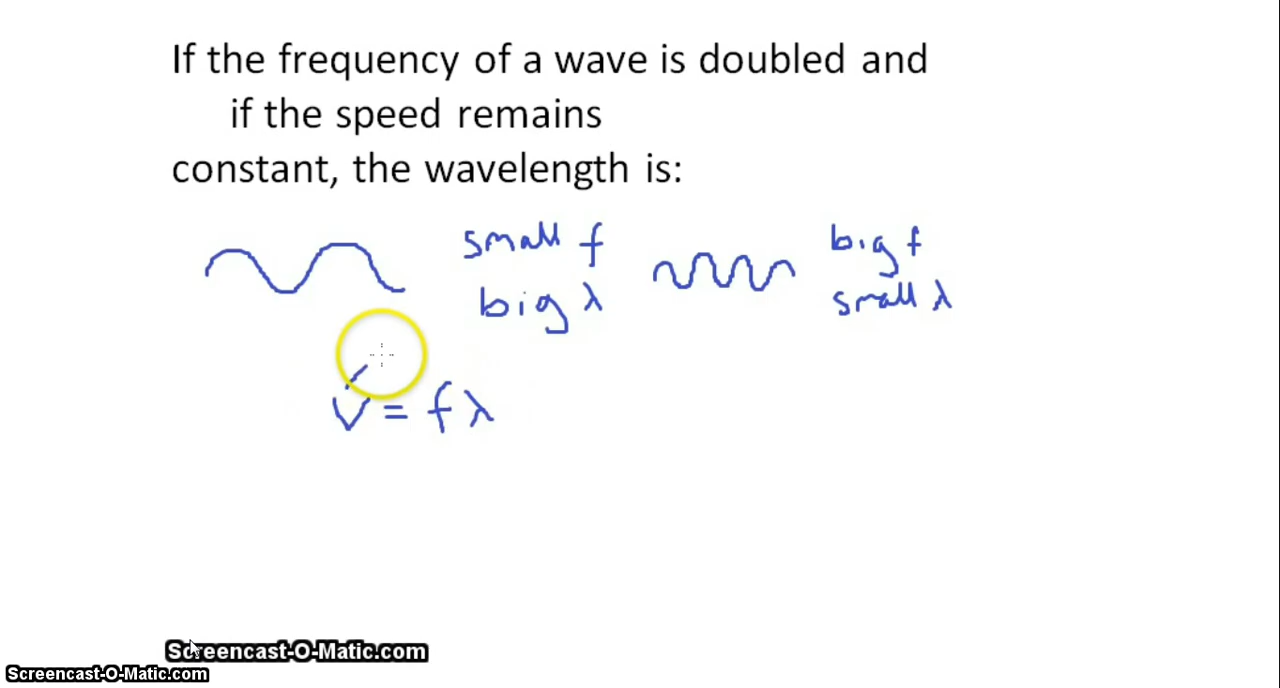 If the frequency of a wave is doubled and
if the speed remains
constant, the wavelength is:
small f
big λ
big f
small λ
v = f λ
Screencast-O-Matic.com
Screencast-O-Matic.com